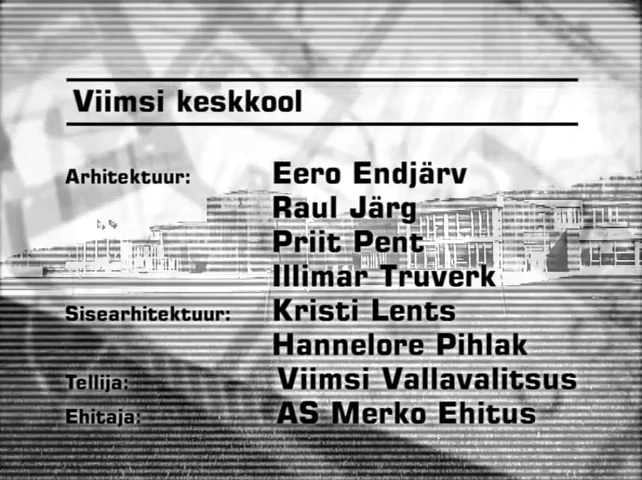 Viimsi keskkool
Arhitektuur: Eero Endjärv
Raul Järg
Priit Pent
Illimar Truverk
Sisearhitektuur: Kristi Lents
Hannelore Pihlak
Tellija: Viimsi Vallavalitsus
Ehitaja: AS Merko Ehitus